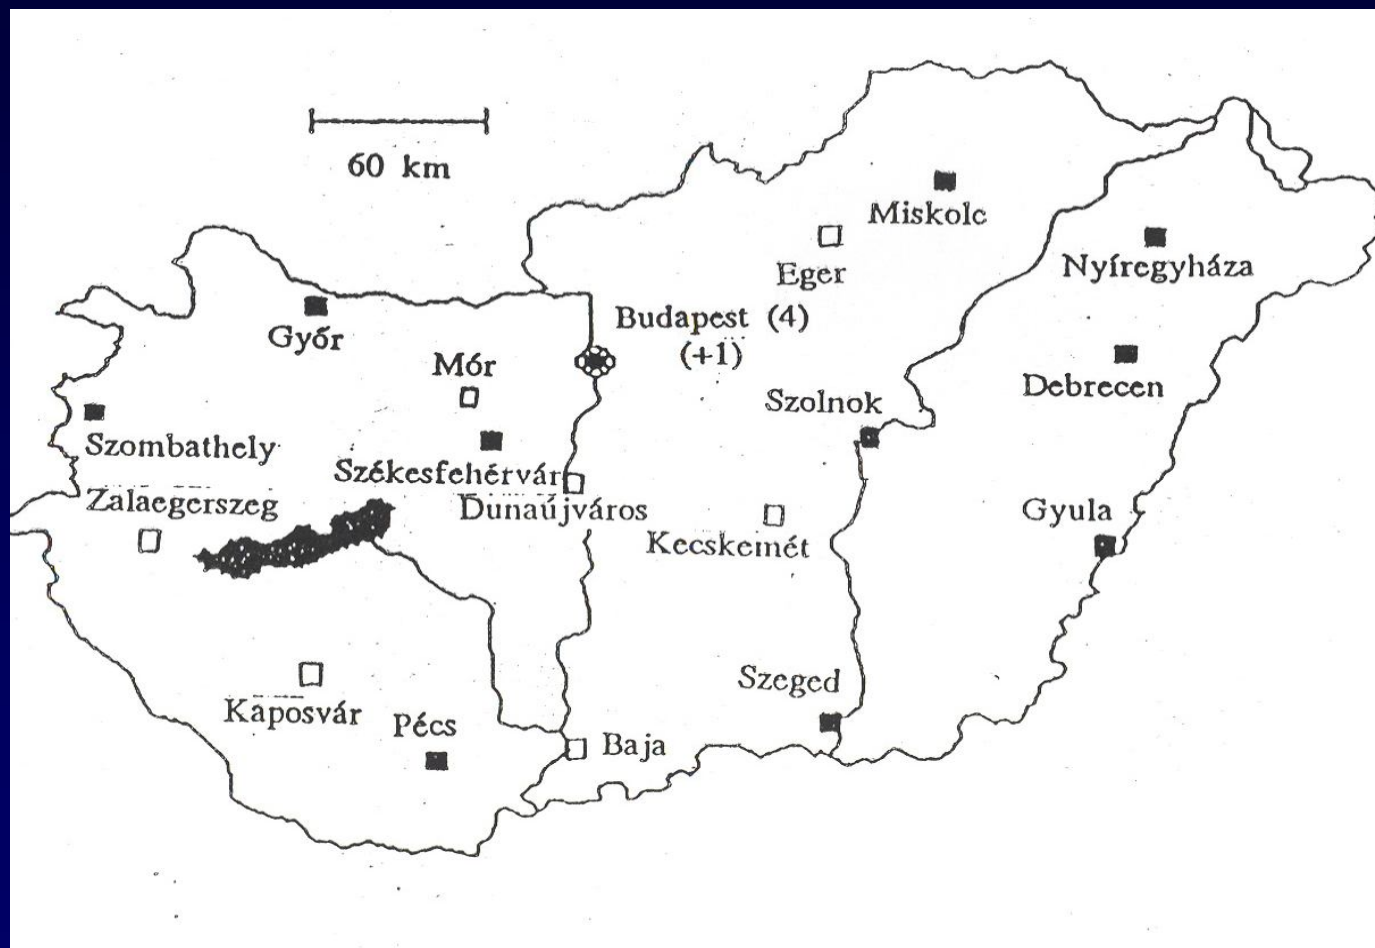 60 km
Miskolc
Eger
Nyíregyháza
Budapest (4)
(+1)
Győr
Mór
Debrecen
Szolnok
Szombathely
Székesfehérvár
Zalaegerszeg
Dunaújváros
Gyula
Kecskemét
Szeged
Kaposvár
Pécs
Baja